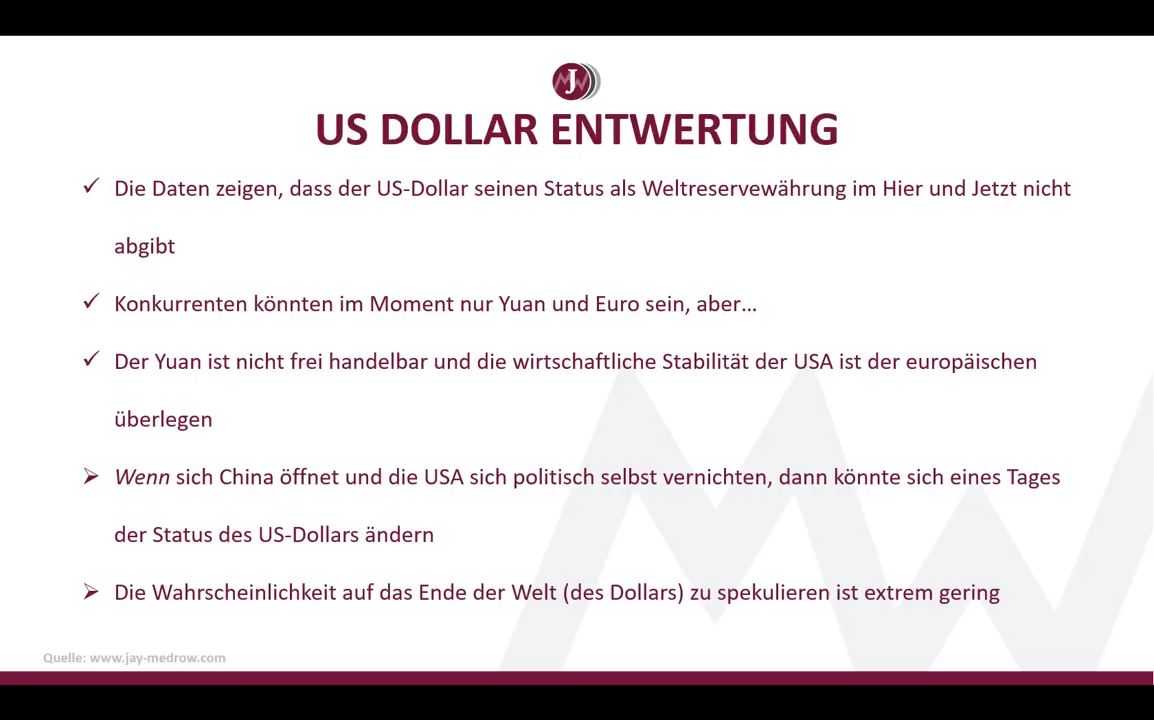 J
US DOLLAR ENTWERTUNG
Die Daten zeigen, dass der US-Dollar seinen Status als Weltreservewährung im Hier und Jetzt nicht
abgibt
Konkurrenten könnten im Moment nur Yuan und Euro sein, aber…
Der Yuan ist nicht frei handelbar und die wirtschaftliche Stabilität der USA ist der europäischen
überlegen
Wenn sich China öffnet und die USA sich politisch selbst vernichten, dann könnte sich eines Tages
der Status des US-Dollars ändern
Die Wahrscheinlichkeit auf das Ende der Welt (des Dollars) zu spekulieren ist extrem gering
Quelle: www.jay-medrow.com